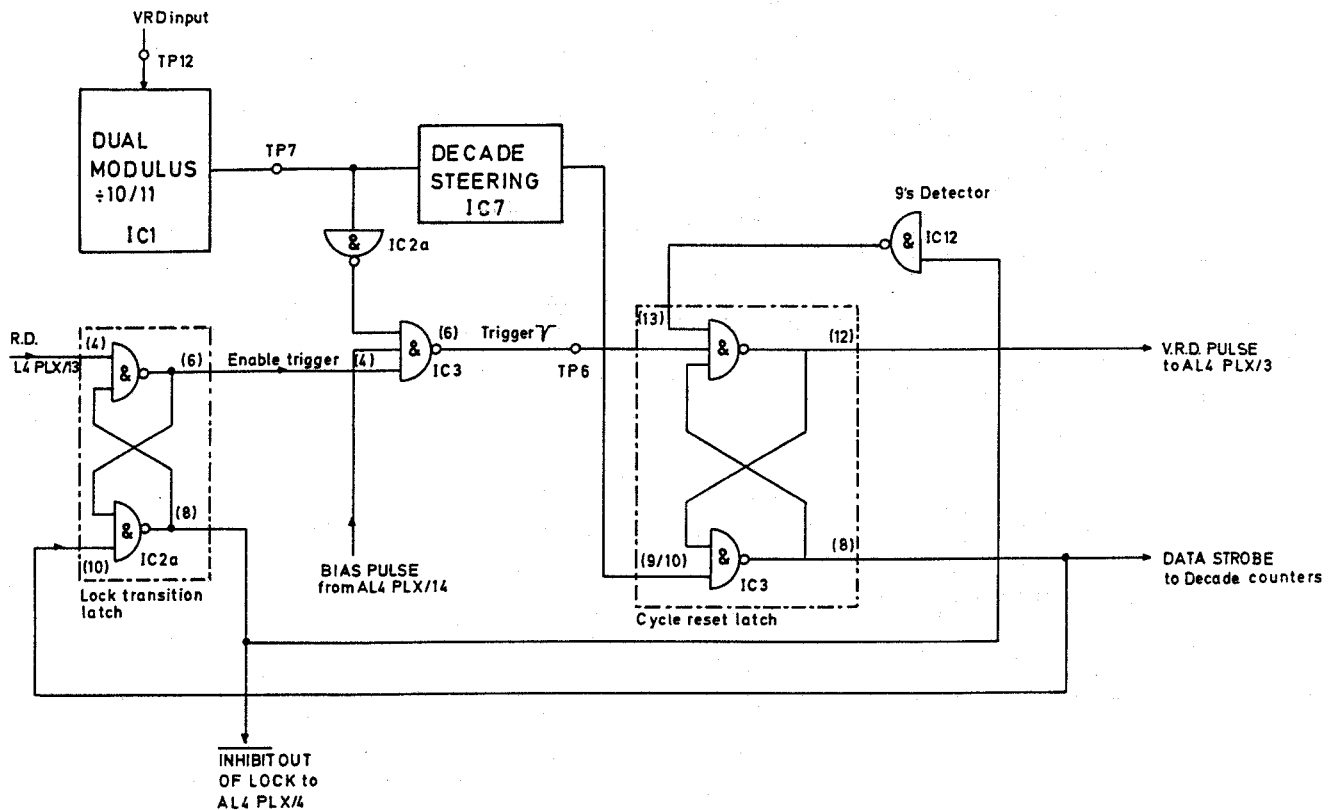 VRD input
TP12
DUAL
MODULUS
÷10/11
IC1
TP7
DECADE
STEERING
IC7
&
IC2a
9's Detector
&
IC12
R.D.
L4 PLX/13
(4)
&
(6)
Enable trigger
(4)
&
(6)
IC3
Trigger
TP6
(13)
&
(12)
V.R.D. PULSE
to AL4 PLX/3
&
(8)
(10)
IC2a
Lock transition
latch
BIAS PULSE
from AL4 PLX/14
(9/10)
&
(8)
IC3
Cycle reset latch
DATA STROBE
to Decade counters
INHIBIT OUT
OF LOCK to
AL4 PLX/4